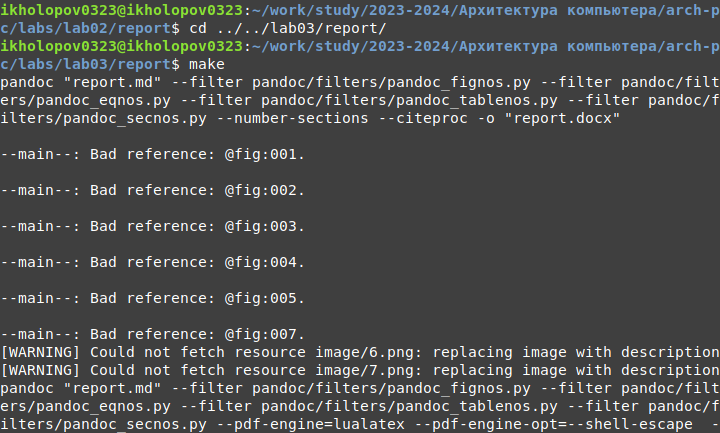 ikholopov0323@ikholopov0323:~/work/study/2023-2024/Архитектура компьютера/arch-p
c/labs/lab02/report$ cd ../../lab03/report/
ikholopov0323@ikholopov0323:~/work/study/2023-2024/Архитектура компьютера/arch-p
c/labs/lab03/report$ make
pandoc "report.md" --filter pandoc/filters/pandoc_fignos.py --filter pandoc/filt
ers/pandoc_eqnos.py --filter pandoc/filters/pandoc_tablenos.py --filter pandoc/f
ilters/pandoc_secnos.py --number-sections --citeproc -o "report.docx"
--main--: Bad reference: @fig:001.
--main--: Bad reference: @fig:002.
--main--: Bad reference: @fig:003.
--main--: Bad reference: @fig:004.
--main--: Bad reference: @fig:005.
--main--: Bad reference: @fig:007.
[WARNING] Could not fetch resource image/6.png: replacing image with description
[WARNING] Could not fetch resource image/7.png: replacing image with description
pandoc "report.md" --filter pandoc/filters/pandoc_fignos.py --filter pandoc/filt
ers/pandoc_eqnos.py --filter pandoc/filters/pandoc_tablenos.py --filter pandoc/f
ilters/pandoc_secnos.py --pdf-engine=lualatex --pdf-engine-opt=--shell-escape  -